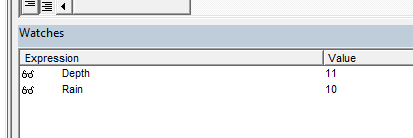 Watches
Expression Value
Depth 11
Rain 10